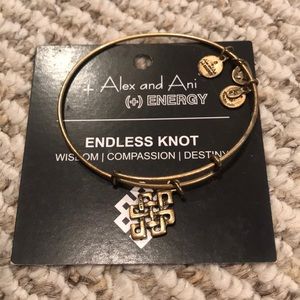 + Alex and Ani
(+) ENERGY
ENDLESS KNOT
WISDOM | COMPASSION | DESTINY